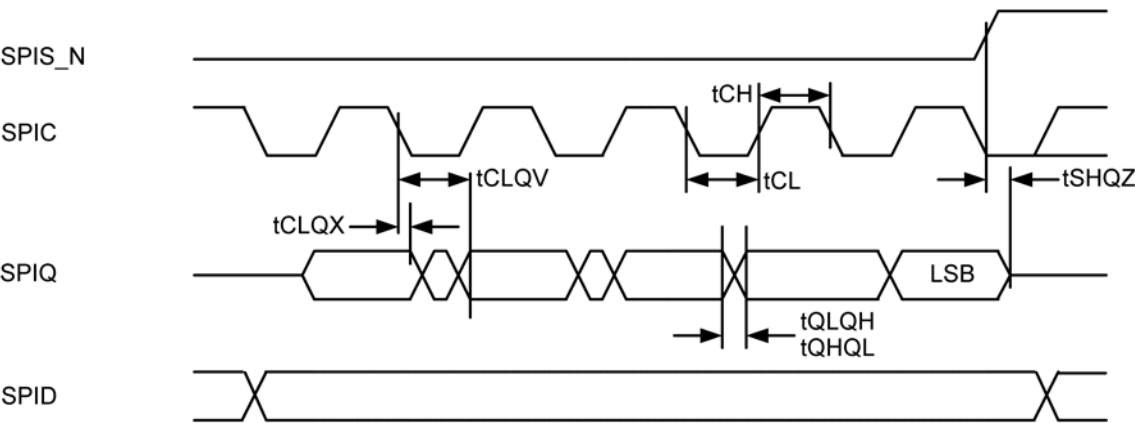 SPIS_N
tCH
SPIC
tCLQV
tCL
tSHQZ
tCLQX
SPIQ
LSB
tQLQH
tQHQL
SPID